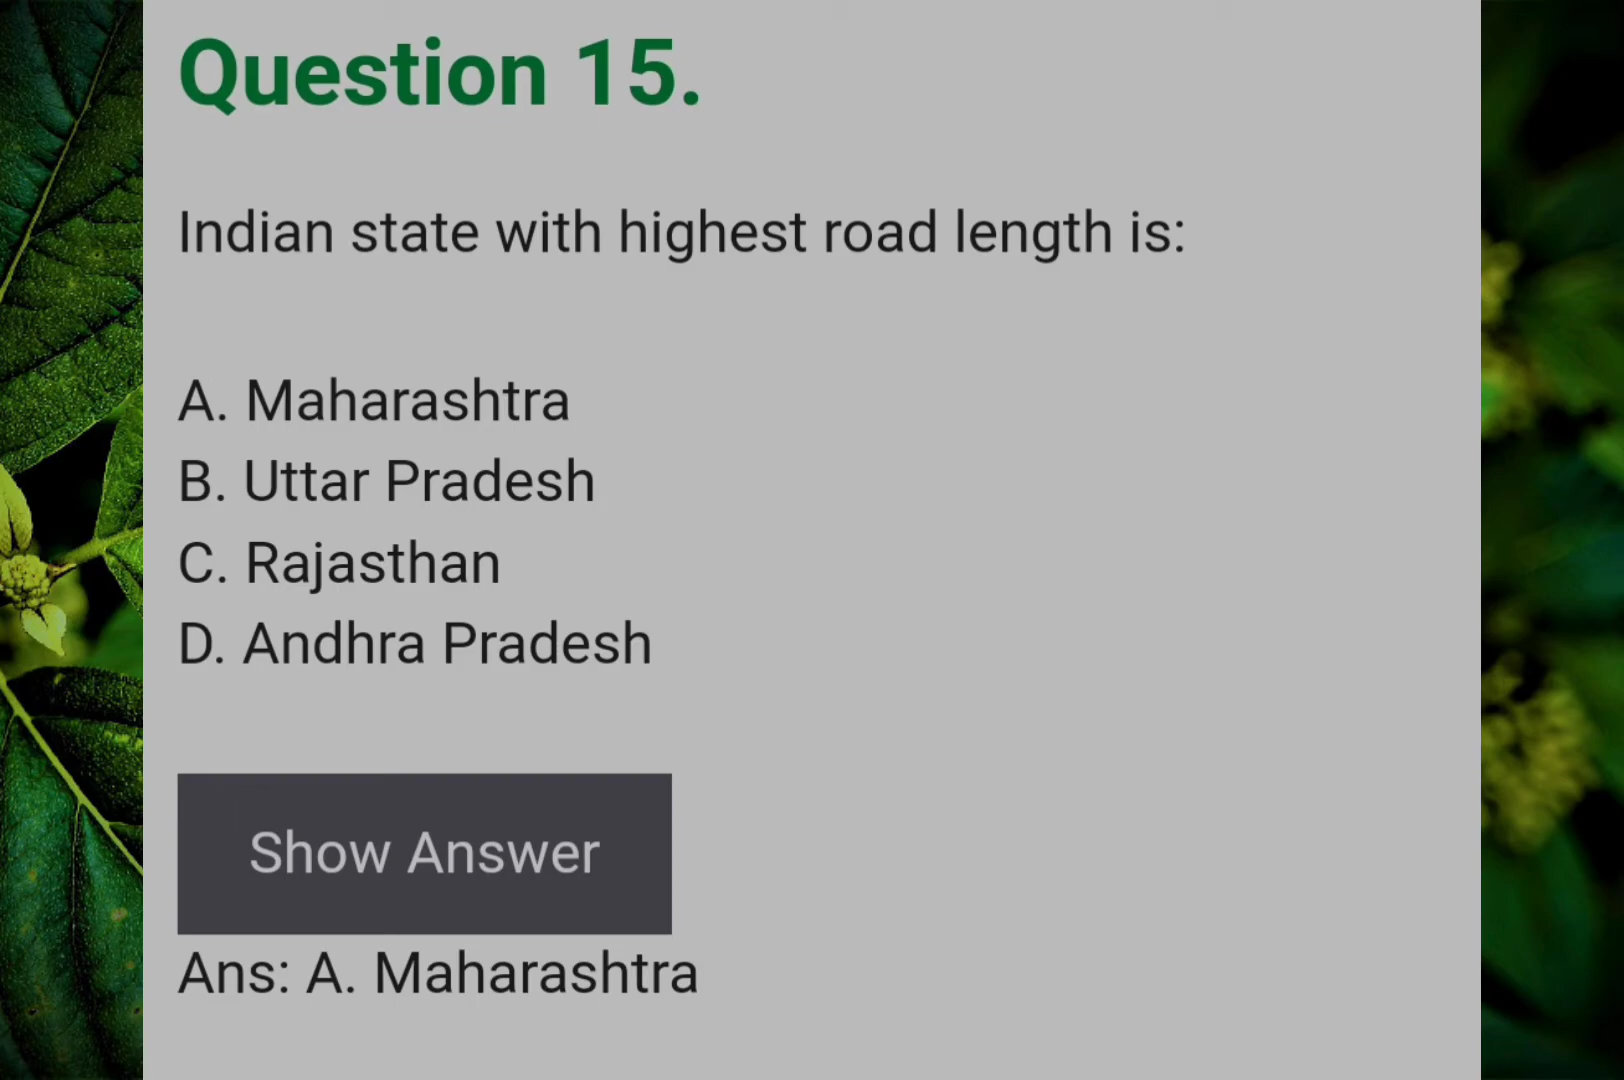 Question 15.
Indian state with highest road length is:
A. Maharashtra
B. Uttar Pradesh
C. Rajasthan
D. Andhra Pradesh
Show Answer
Ans: A. Maharashtra